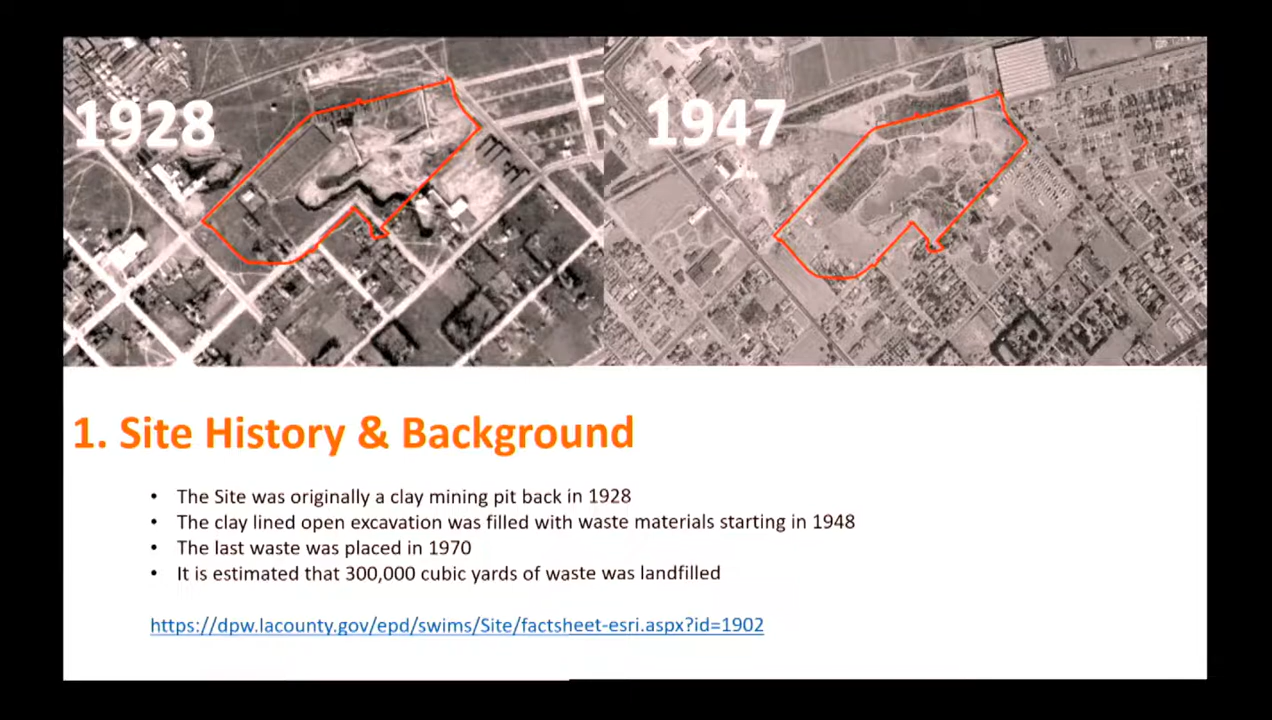 1928
1947
1. Site History & Background
• The Site was originally a clay mining pit back in 1928
• The clay lined open excavation was filled with waste materials starting in 1948
• The last waste was placed in 1970
• It is estimated that 300,000 cubic yards of waste was landfilled
https://dpw.lacounty.gov/epd/swims/Site/factsheet-esri.aspx?id=1902